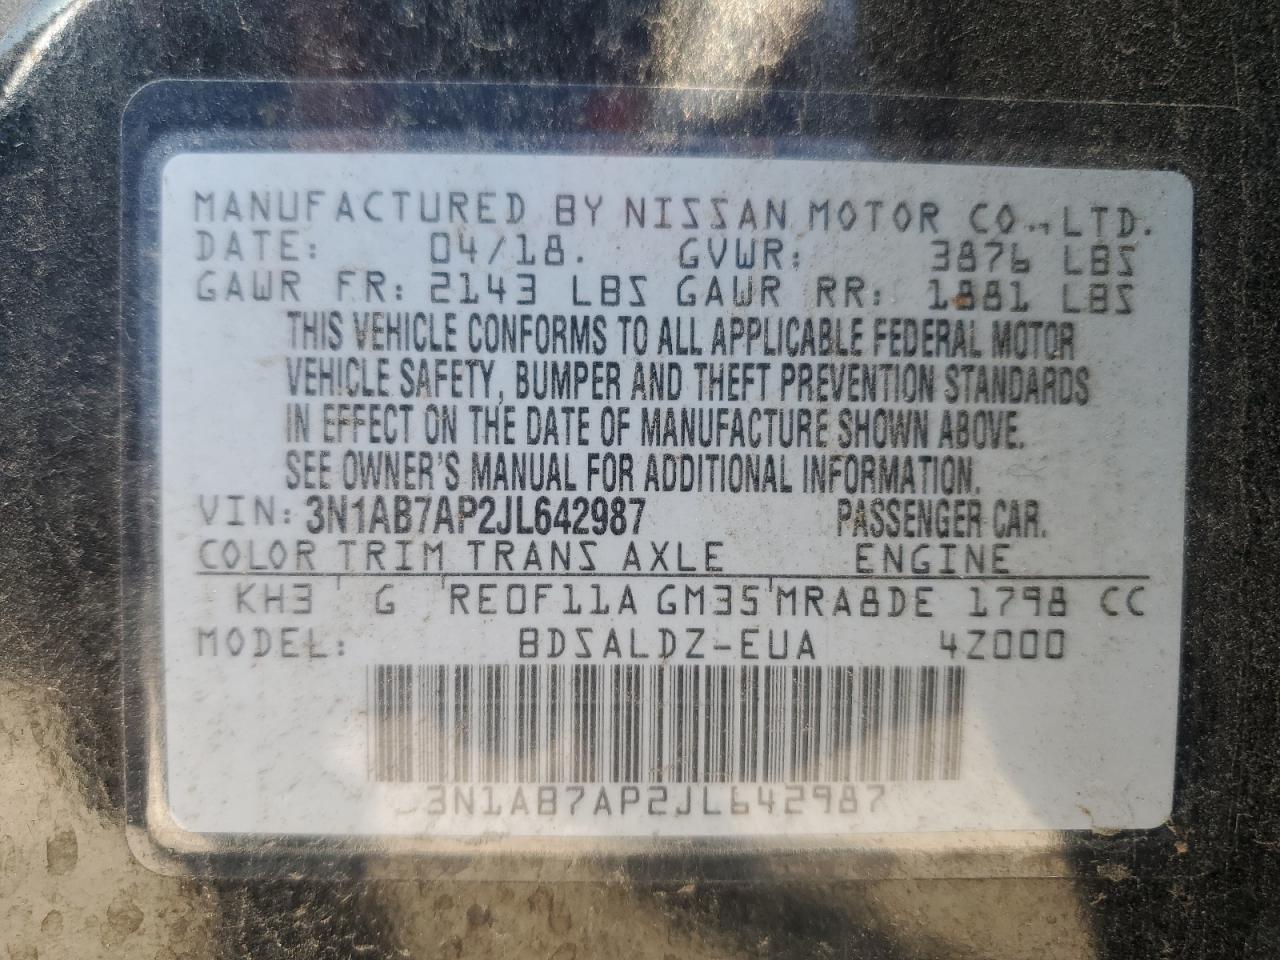 MANUFACTURED BY NISSAN MOTOR CO., LTD.
DATE: 04/18. GVWR: 3876 LBS
GAWR FR: 2143 LBS GAWR RR: 1881 LBS
THIS VEHICLE CONFORMS TO ALL APPLICABLE FEDERAL MOTOR
VEHICLE SAFETY, BUMPER AND THEFT PREVENTION STANDARDS
IN EFFECT ON THE DATE OF MANUFACTURE SHOWN ABOVE.
SEE OWNER'S MANUAL FOR ADDITIONAL INFORMATION.
VIN: 3N1AB7AP2JL642987 PASSENGER CAR.
COLOR TRIM TRANS AXLE ENGINE
KH3 G RE0F11A GM35 MRA8DE 1798 CC
MODEL: BDSALDZ-EUA 4Z000
3N1AB7AP2JL642987